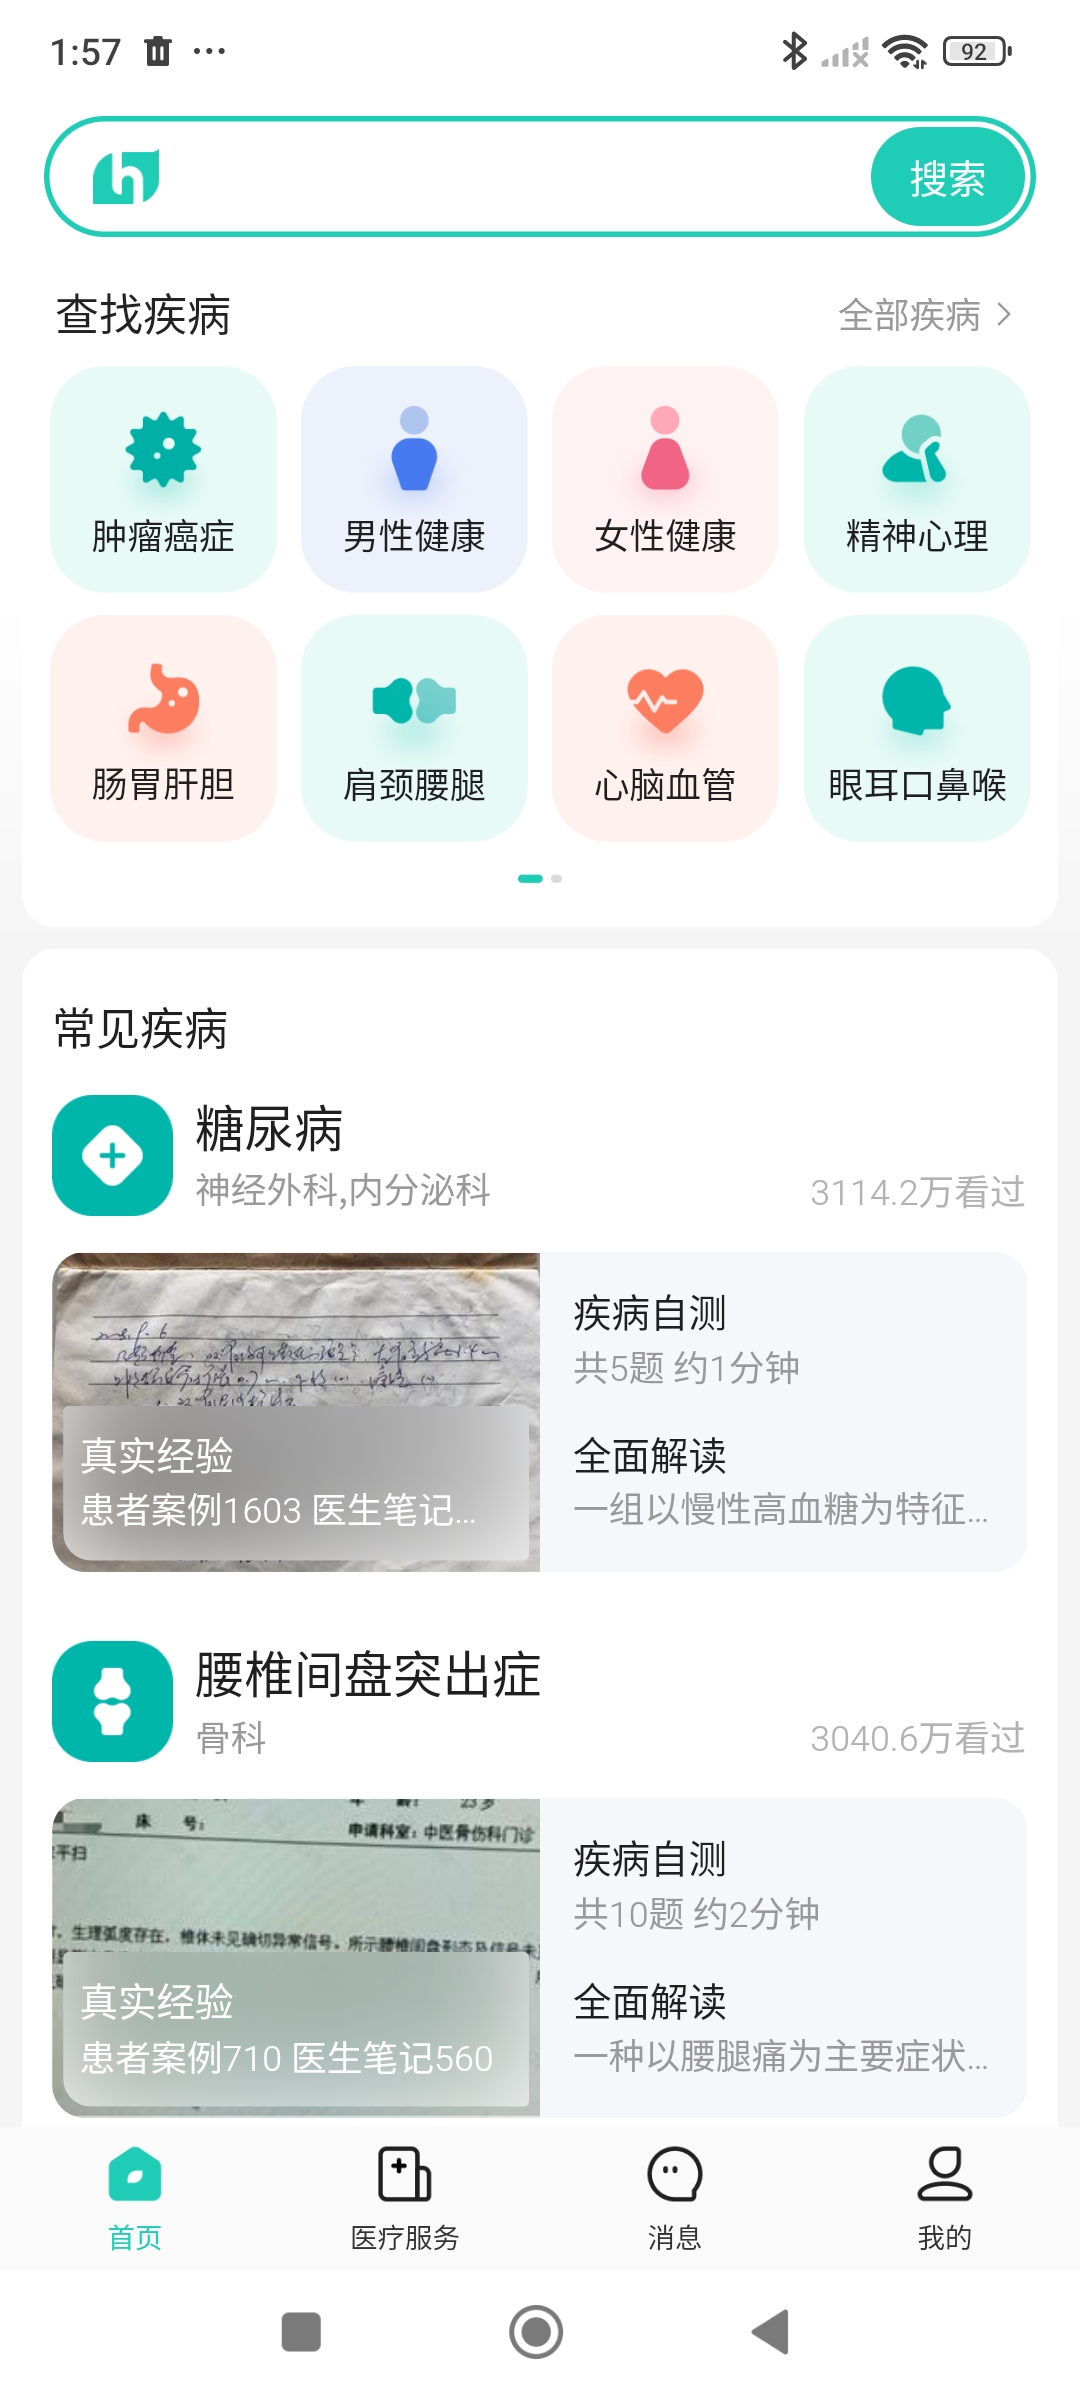 1:57
92
搜索
查找疾病
全部疾病
肿瘤癌症
男性健康
女性健康
精神心理
肠胃肝胆
肩颈腰腿
心脑血管
眼耳口鼻喉
常见疾病
糖尿病
神经外科,内分泌科
3114.2万看过
疾病自测
共5题 约1分钟
真实经验
患者案例1603 医生笔记...
全面解读
一组以慢性高血糖为特征...
腰椎间盘突出症
骨科
3040.6万看过
床 号:
申请科室: 中医骨伤科门诊
平扫
生理弧度存在, 椎体未见确切异常信号。所示腰椎间盘形态及信号未
疾病自测
共10题 约2分钟
真实经验
患者案例710 医生笔记560
全面解读
一种以腰腿痛为主要症状...
首页
医疗服务
消息
我的